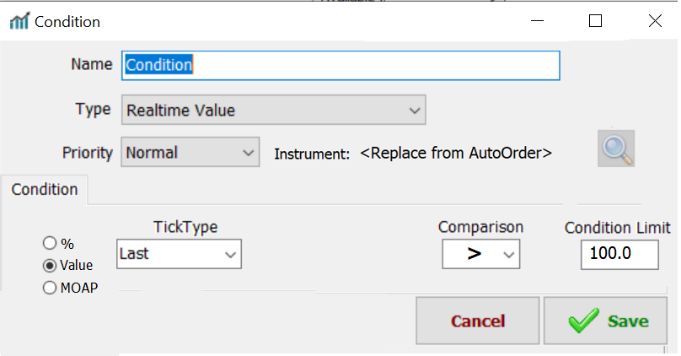 Condition
Name Condition
Type Realtime Value
Priority Normal Instrument: <Replace from AutoOrder>
Condition
TickType Comparison Condition Limit
%
Last > 100.0
Value
MOAP
Cancel Save